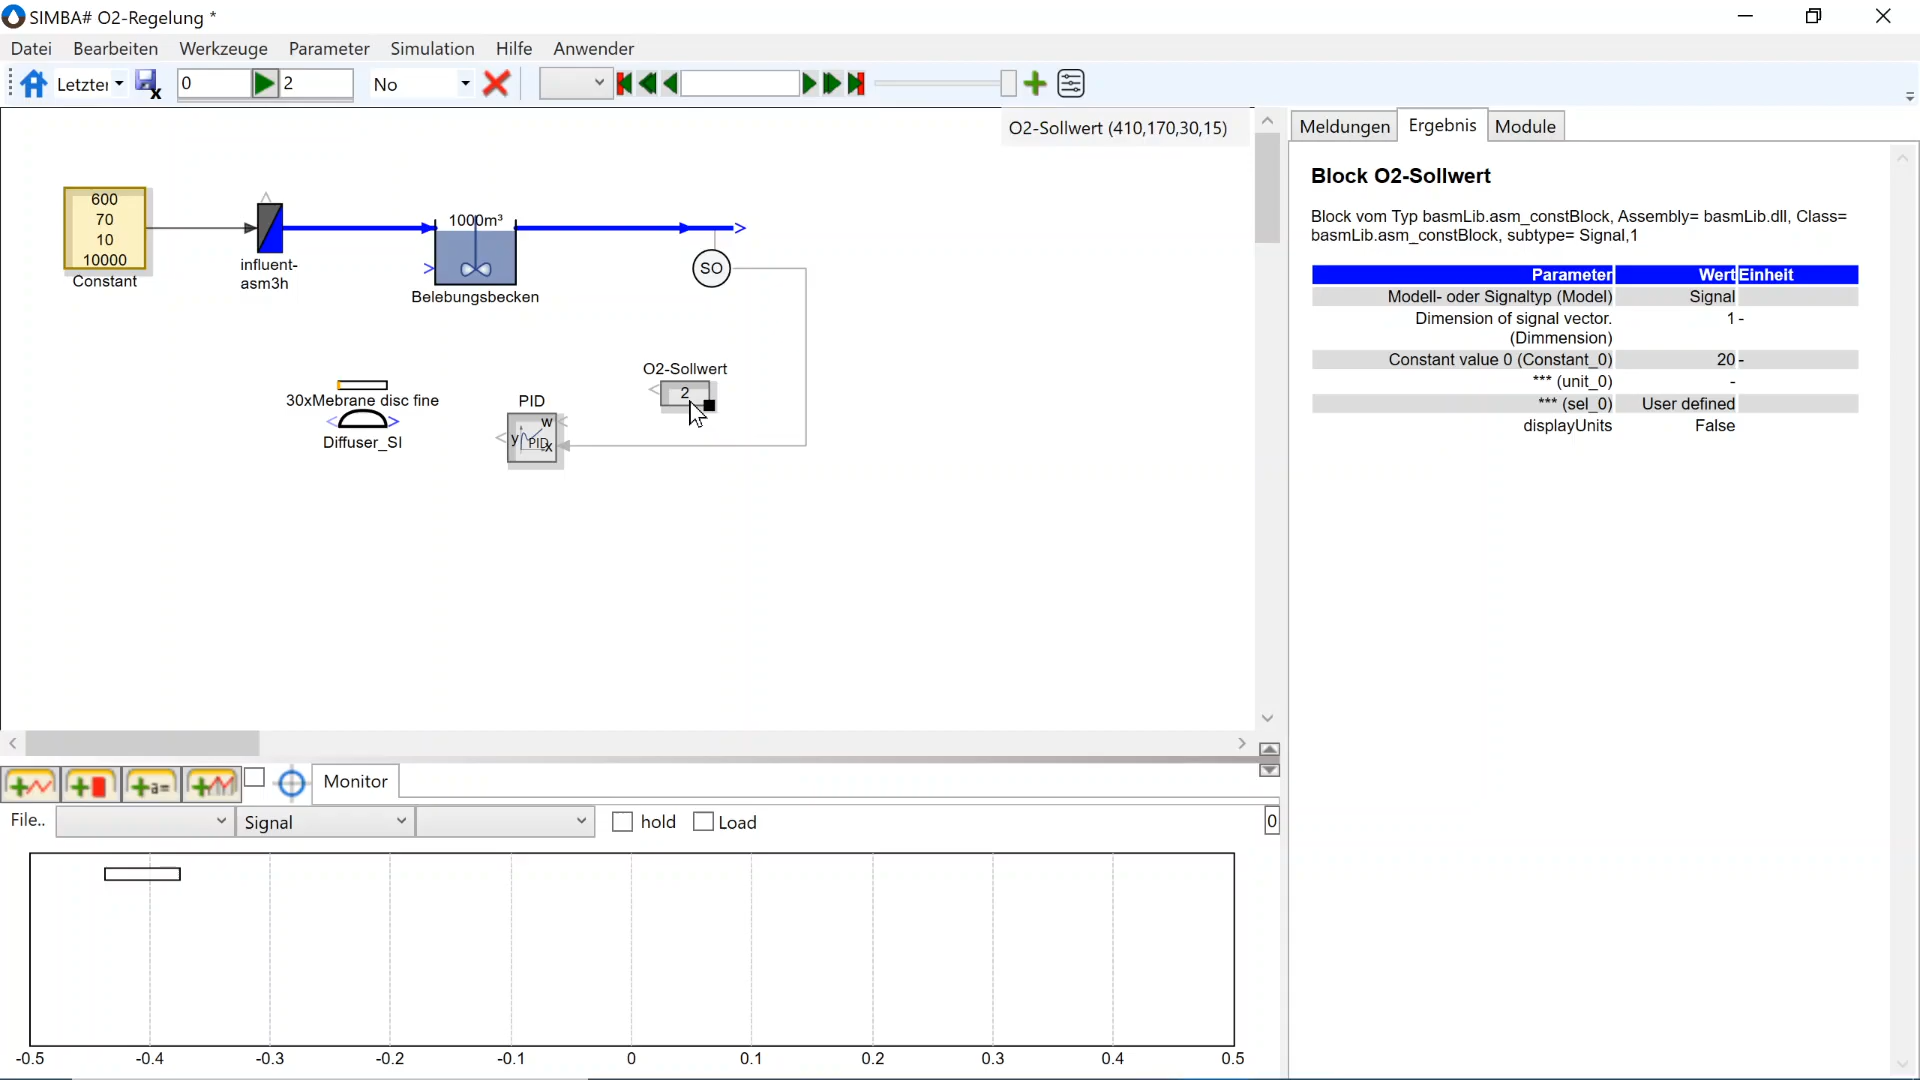 SIMBA# O2-Regelung *
Datei Bearbeiten Werkzeuge Parameter Simulation Hilfe Anwender
Letzter 0 2 No
O2-Sollwert (410,170,30,15)
600
70
10
10000
Constant
influent-
asm3h
1000m³
Belebungsbecken
SO
O2-Sollwert
2
30xMebrane disc fine
Diffuser_SI
PID
w
y PID x
Meldungen Ergebnis Module
Block O2-Sollwert
Block vom Typ basmLib.asm_constBlock, Assembly= basmLib.dll, Class=
basmLib.asm_constBlock, subtype= Signal,1
Parameter Wert Einheit
Modell- oder Signaltyp (Model) Signal
Dimension of signal vector. 1 -
(Dimmension)
Constant value 0 (Constant_0) 20 -
*** (unit_0) -
*** (sel_0) User defined
displayUnits False
a=
Monitor
File.. Signal hold Load 0
-0.5 -0.4 -0.3 -0.2 -0.1 0 0.1 0.2 0.3 0.4 0.5